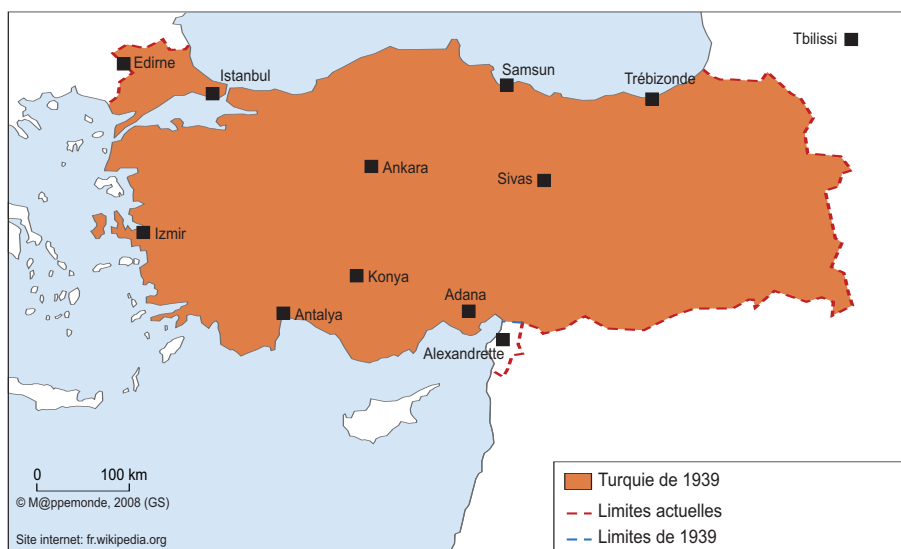 Tbilissi
Edirne
Istanbul
Samsun
Trébizonde
Ankara
Sivas
Izmir
Konya
Adana
Antalya
Alexandrette
0 100 km
© M@ppemonde, 2008 (GS)
Site internet: fr.wikipedia.org
Turquie de 1939
Limites actuelles
Limites de 1939